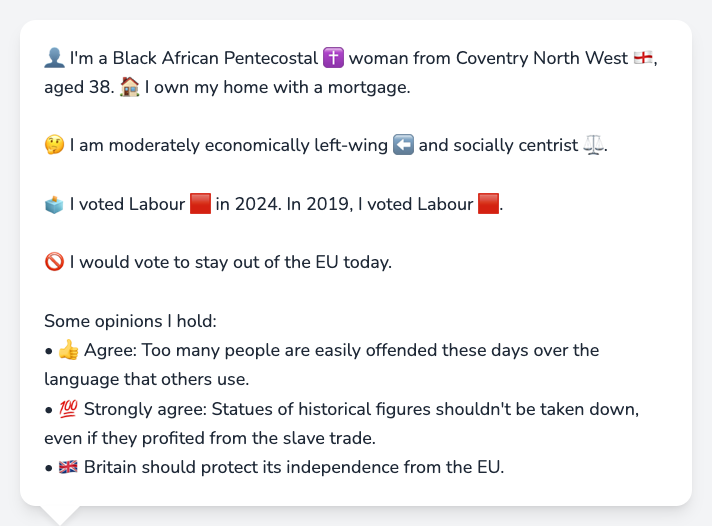 👤 I'm a Black African Pentecostal ✝️ woman from Coventry North West 🏴󠁧󠁢󠁥󠁮󠁧󠁿,
aged 38. 🏠 I own my home with a mortgage.
🤔 I am moderately economically left-wing ⬅️ and socially centrist ⚖️.
🗳️ I voted Labour 🟥 in 2024. In 2019, I voted Labour 🟥.
🚫 I would vote to stay out of the EU today.
Some opinions I hold:
• 👍 Agree: Too many people are easily offended these days over the
language that others use.
• 💯 Strongly agree: Statues of historical figures shouldn't be taken down,
even if they profited from the slave trade.
• 🇬🇧 Britain should protect its independence from the EU.